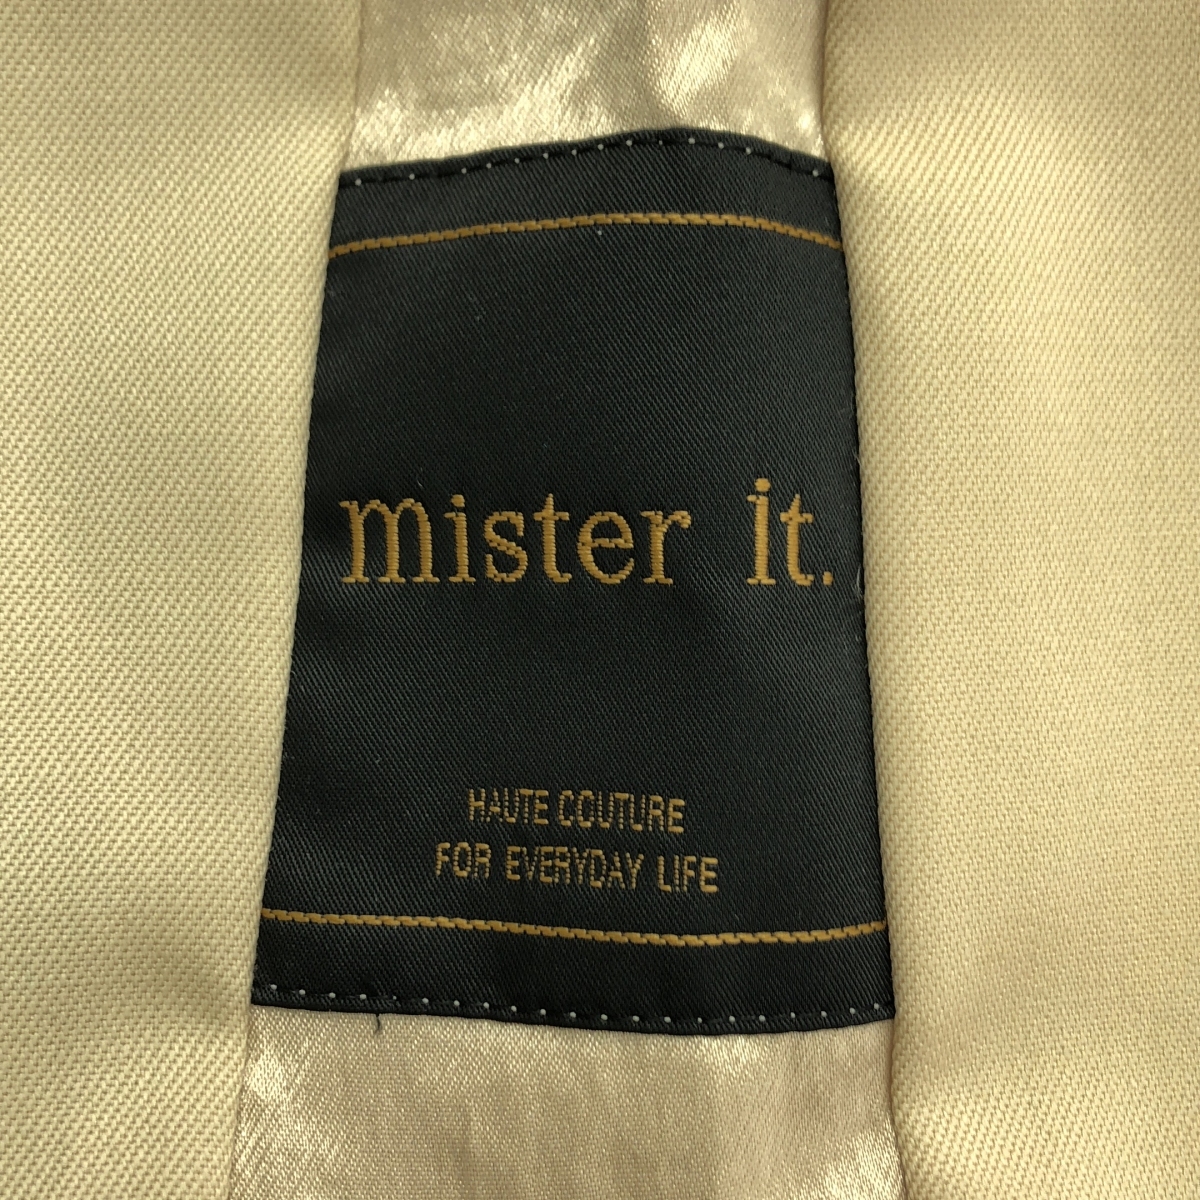 mister it.
HAUTE COUTURE
FOR EVERYDAY LIFE